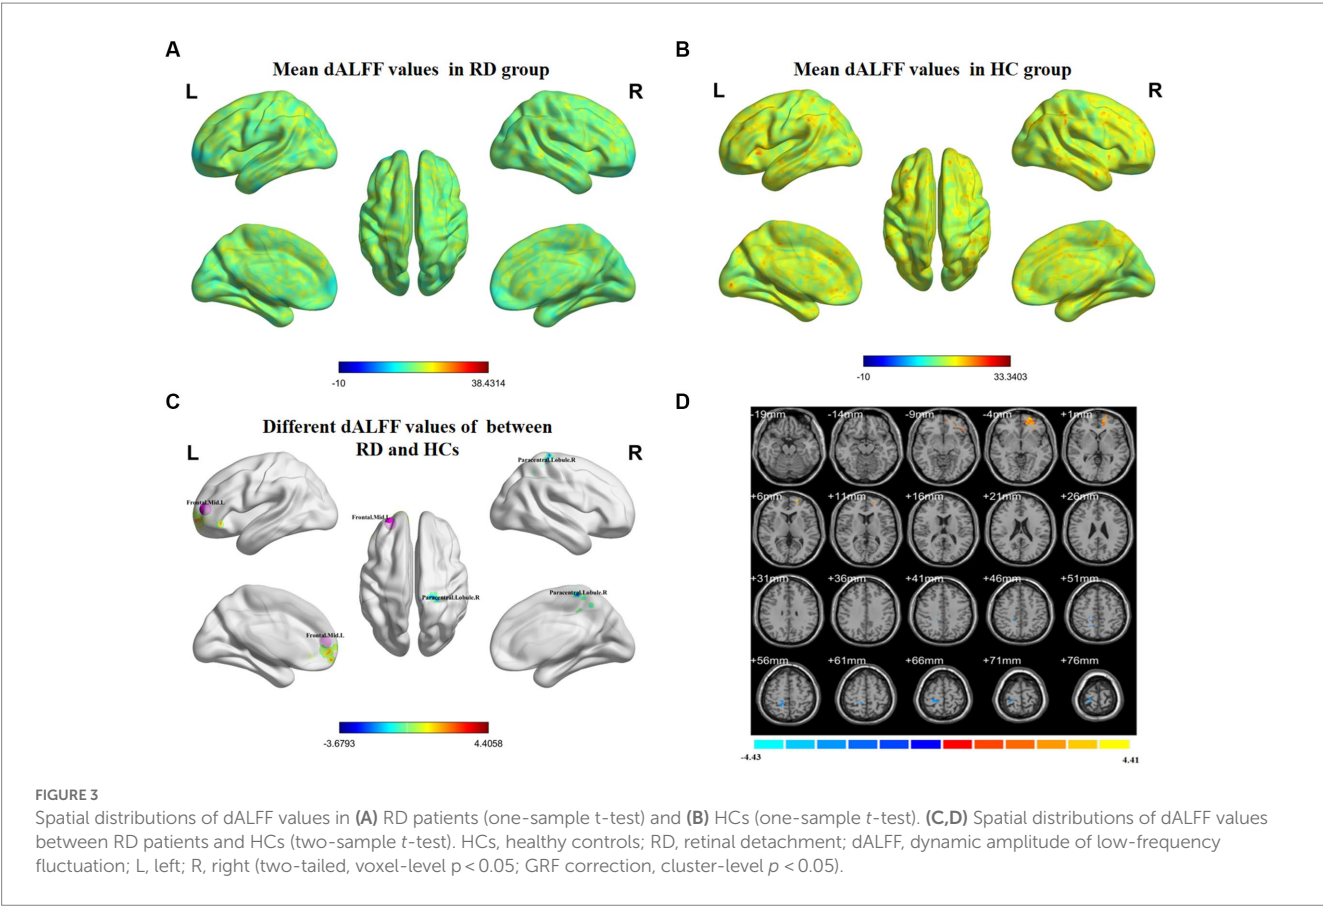 A
Mean dALFF values in RD group
L
R
-10
38.4314
B
Mean dALFF values in HC group
L
R
-10
33.3403
C
Different dALFF values of between
RD and HCs
L
R
Frontal.Mid.L
Frontal.Mid.L
Paracentral.Lobule.R
Paracentral.Lobule.R
Frontal.Mid.L
Paracentral.Lobule.R
-3.6793
4.4058
D
-19mm -14mm -9mm -4mm +1mm
+6mm +11mm +16mm +21mm +26mm
+31mm +36mm +41mm +46mm +51mm
+56mm +61mm +66mm +71mm +76mm
-4.43
4.41
FIGURE 3
Spatial distributions of dALFF values in (A) RD patients (one-sample t-test) and (B) HCs (one-sample t-test). (C,D) Spatial distributions of dALFF values
between RD patients and HCs (two-sample t-test). HCs, healthy controls; RD, retinal detachment; dALFF, dynamic amplitude of low-frequency
fluctuation; L, left; R, right (two-tailed, voxel-level p < 0.05; GRF correction, cluster-level p < 0.05).